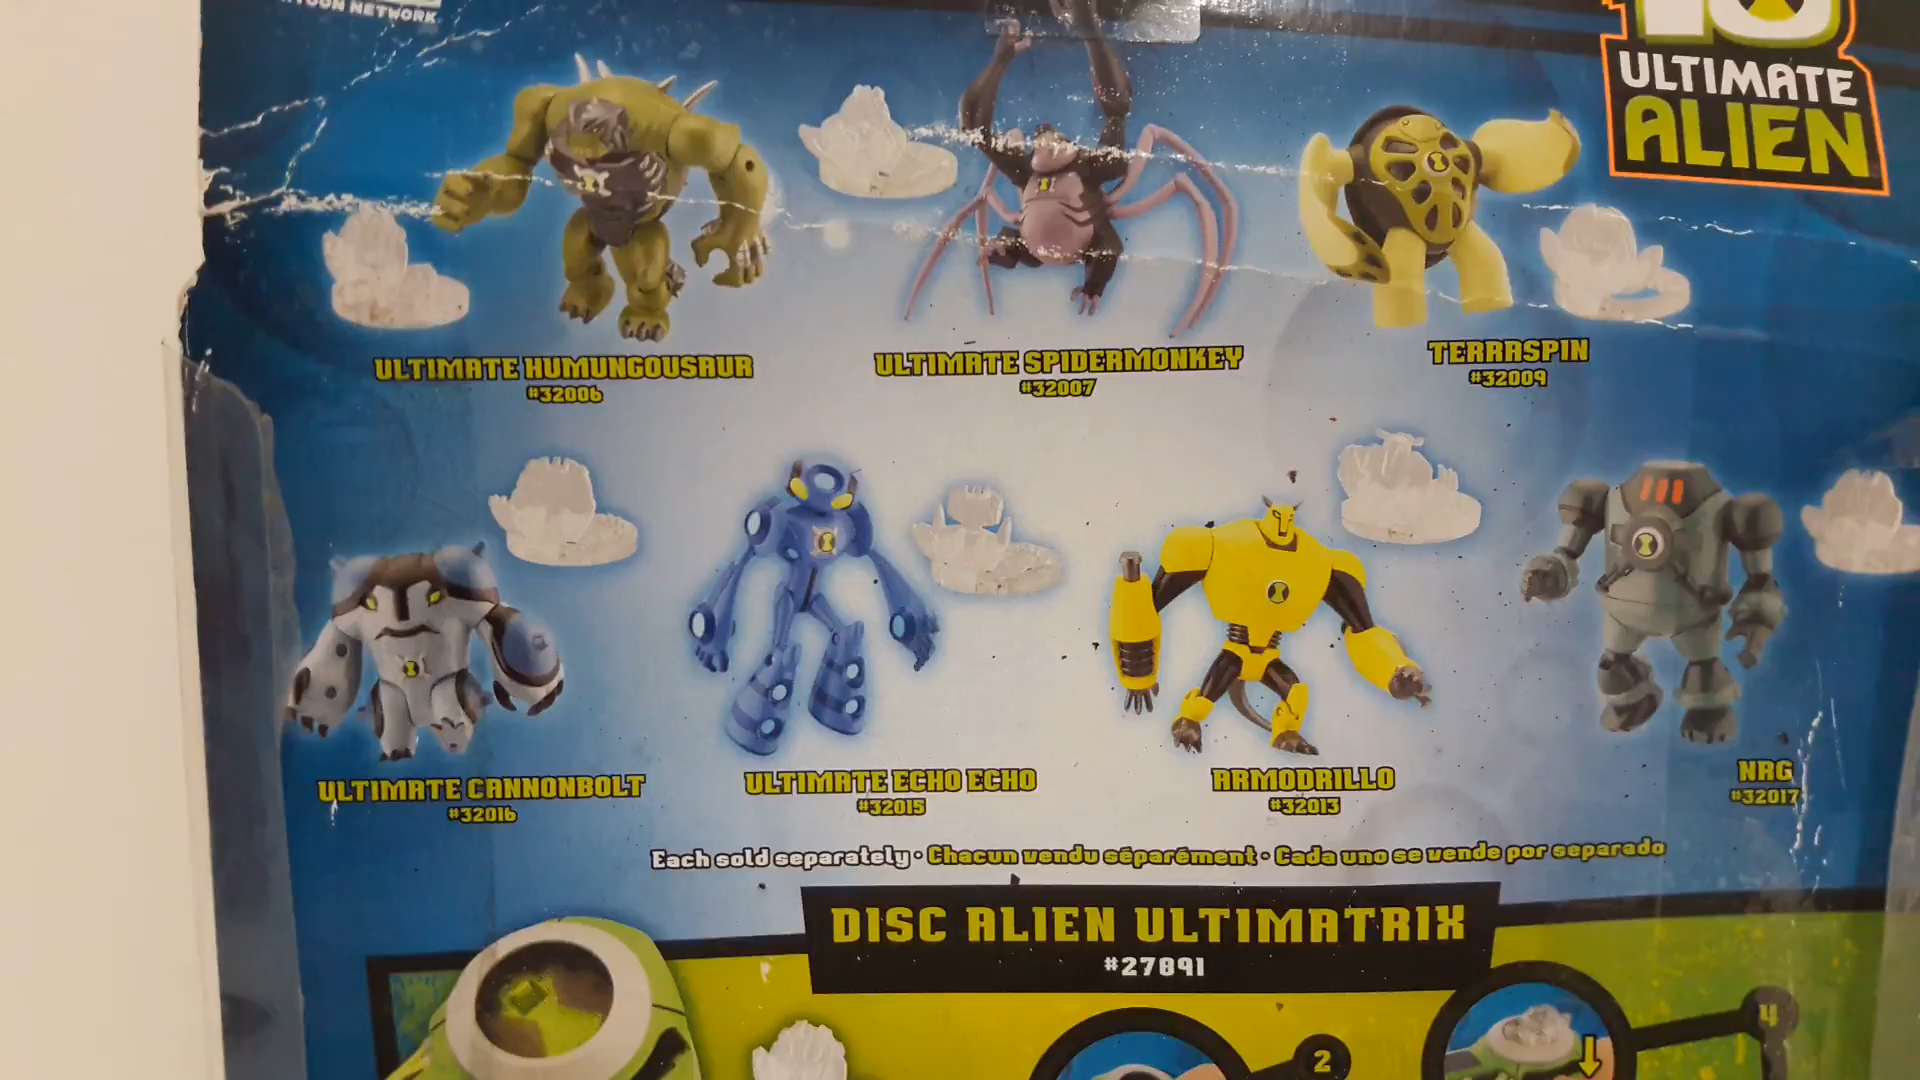 CARTOON NETWORK
10
ULTIMATE
ALIEN
ULTIMATE HUMUNGOUSAUR
#32006
ULTIMATE SPIDERMONKEY
#32007
TERRASPIN
#32009
ULTIMATE CANNONBOLT
#32016
ULTIMATE ECHO ECHO
#32015
ARMODRILLO
#32013
NRG
#32017
Each sold separately • Chacun vendu séparément • Cada uno se vende por separado
DISC ALIEN ULTIMATRIX
#27891
2
4